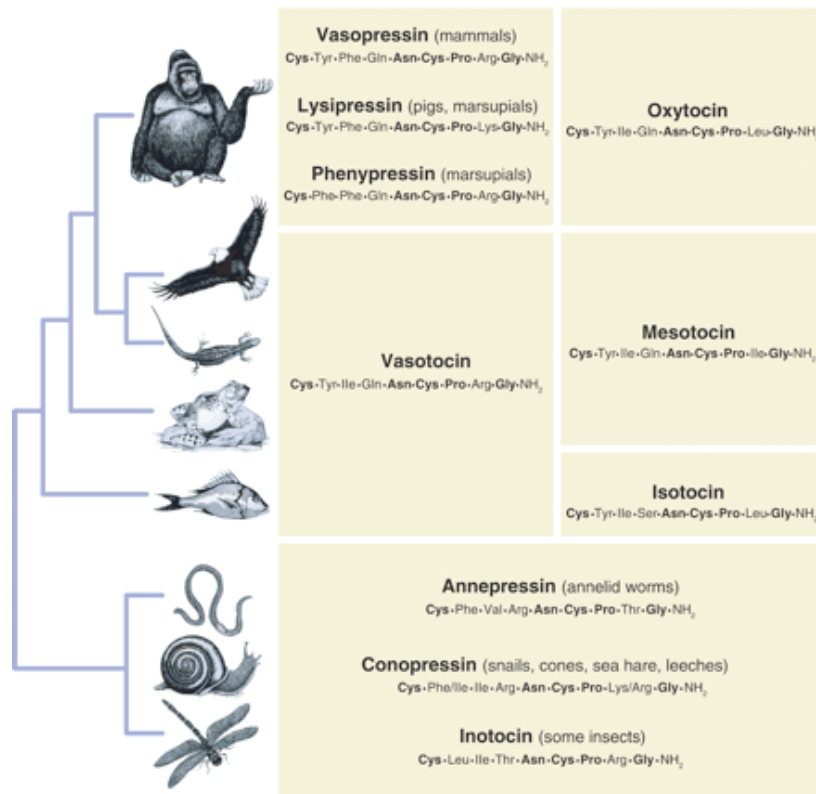 Vasopressin (mammals)
Cys·Tyr·Phe·Gln·Asn·Cys·Pro·Arg·Gly·NH₂
Lysipressin (pigs, marsupials)
Cys·Tyr·Phe·Gln·Asn·Cys·Pro·Lys·Gly·NH₂
Phenypressin (marsupials)
Cys·Phe·Phe·Gln·Asn·Cys·Pro·Arg·Gly·NH₂
Oxytocin
Cys·Tyr·Ile·Gln·Asn·Cys·Pro·Leu·Gly·NH₂
Vasotocin
Cys·Tyr·Ile·Gln·Asn·Cys·Pro·Arg·Gly·NH₂
Mesotocin
Cys·Tyr·Ile·Gln·Asn·Cys·Pro·Ile·Gly·NH₂
Isotocin
Cys·Tyr·Ile·Ser·Asn·Cys·Pro·Leu·Gly·NH₂
Annepressin (annelid worms)
Cys·Phe·Val·Arg·Asn·Cys·Pro·Thr·Gly·NH₂
Conopressin (snails, cones, sea hare, leeches)
Cys·Phe/Ile·Ile·Arg·Asn·Cys·Pro·Lys/Arg·Gly·NH₂
Inotocin (some insects)
Cys·Leu·Ile·Thr·Asn·Cys·Pro·Arg·Gly·NH₂